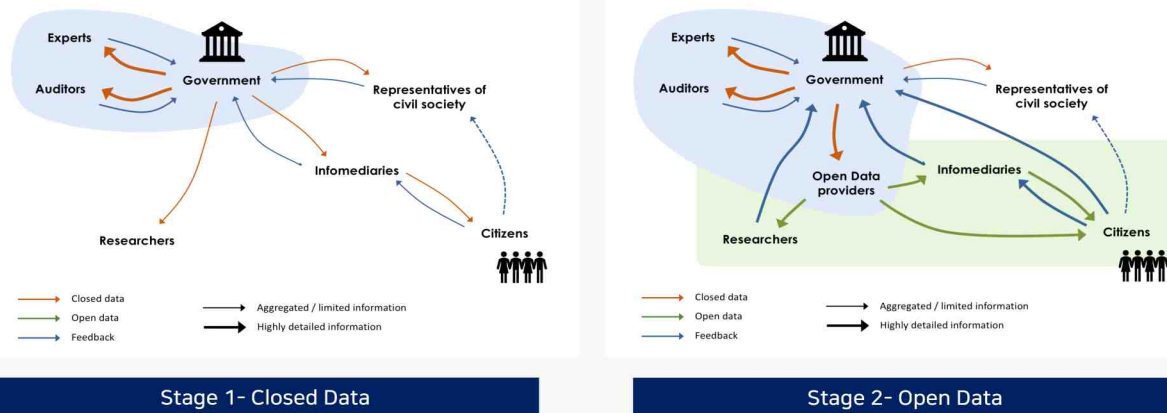 Experts
Government
Auditors
Representatives of
civil society
Infomediaries
Citizens
Researchers
Closed data
Open data
Feedback
Aggregated / limited information
Highly detailed information
Stage 1- Closed Data
Experts
Government
Auditors
Representatives of
civil society
Infomediaries
Open Data
providers
Citizens
Researchers
Closed data
Open data
Feedback
Aggregated / limited information
Highly detailed information
Stage 2- Open Data